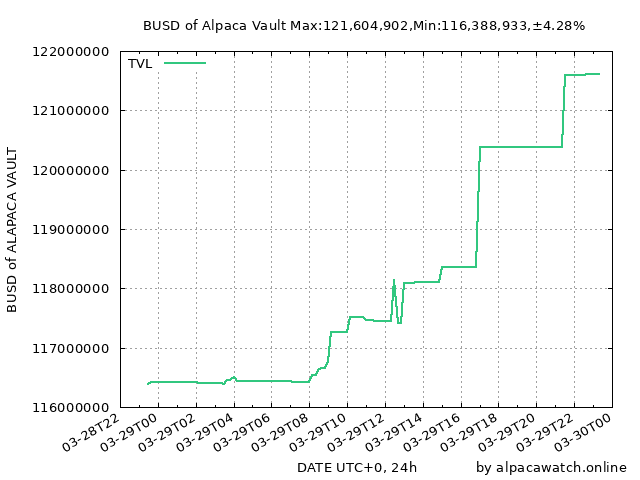 BUSD of Alpaca Vault Max:121,604,902,Min:116,388,933,±4.28%
TVL
122000000
121000000
120000000
119000000
118000000
117000000
116000000
BUSD of ALAPACA VAULT
03-28T22
03-29T00
03-29T02
03-29T04
03-29T06
03-29T08
03-29T10
03-29T12
03-29T14
03-29T16
03-29T18
03-29T20
03-29T22
03-30T00
DATE UTC+0, 24h
by alpacawatch.online